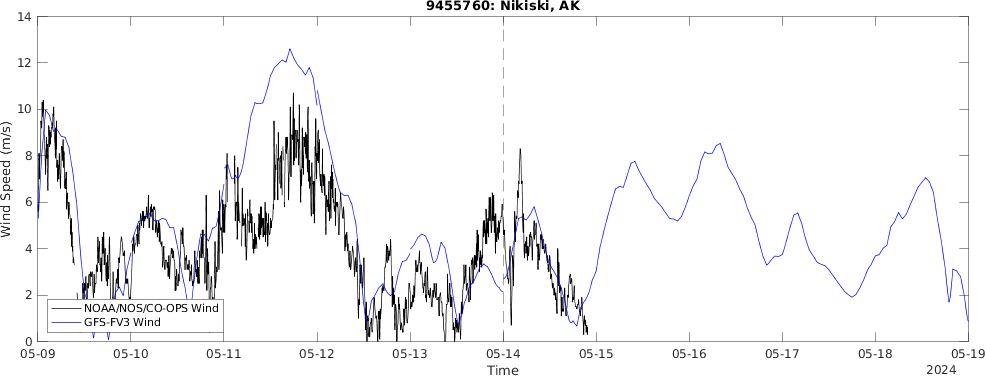 9455760: Nikiski, AK
Wind Speed (m/s)
14
12
10
8
6
4
2
0
NOAA/NOS/CO-OPS Wind
GFS-FV3 Wind
05-09 05-10 05-11 05-12 05-13 05-14 05-15 05-16 05-17 05-18 05-19
Time
2024